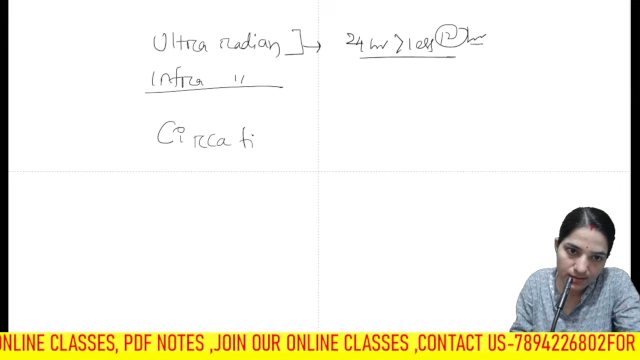 Ultra radian] → 24 hr > less 12 hr
Infra "
Circa ti
ONLINE CLASSES, PDF NOTES ,JOIN OUR ONLINE CLASSES ,CONTACT US-7894226802FOR